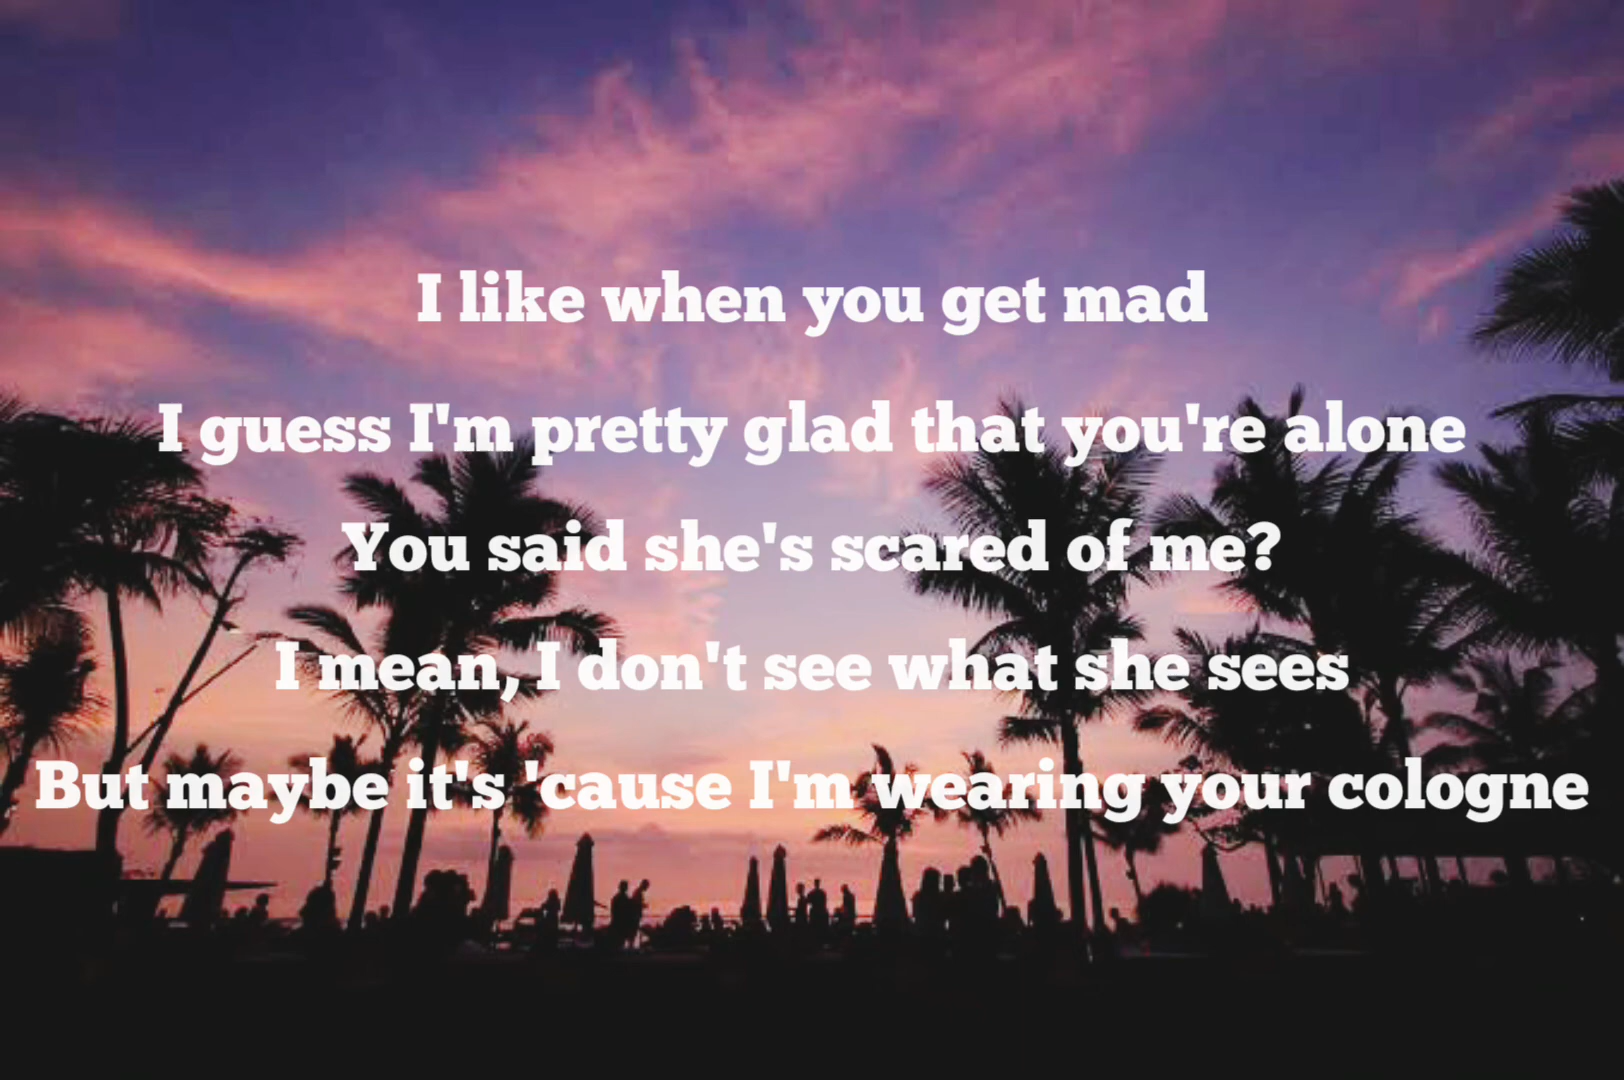 I like when you get mad
I guess I'm pretty glad that you're alone
You said she's scared of me?
I mean, I don't see what she sees
But maybe it's 'cause I'm wearing your cologne